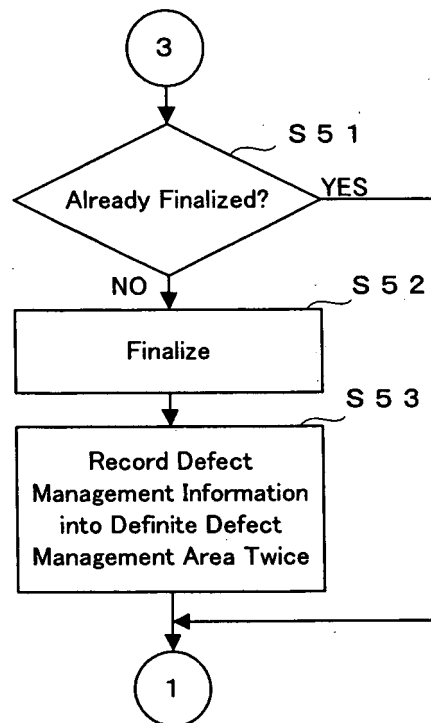 3
S51
Already Finalized?
YES
NO
S52
Finalize
S53
Record Defect
Management Information
into Definite Defect
Management Area Twice
1